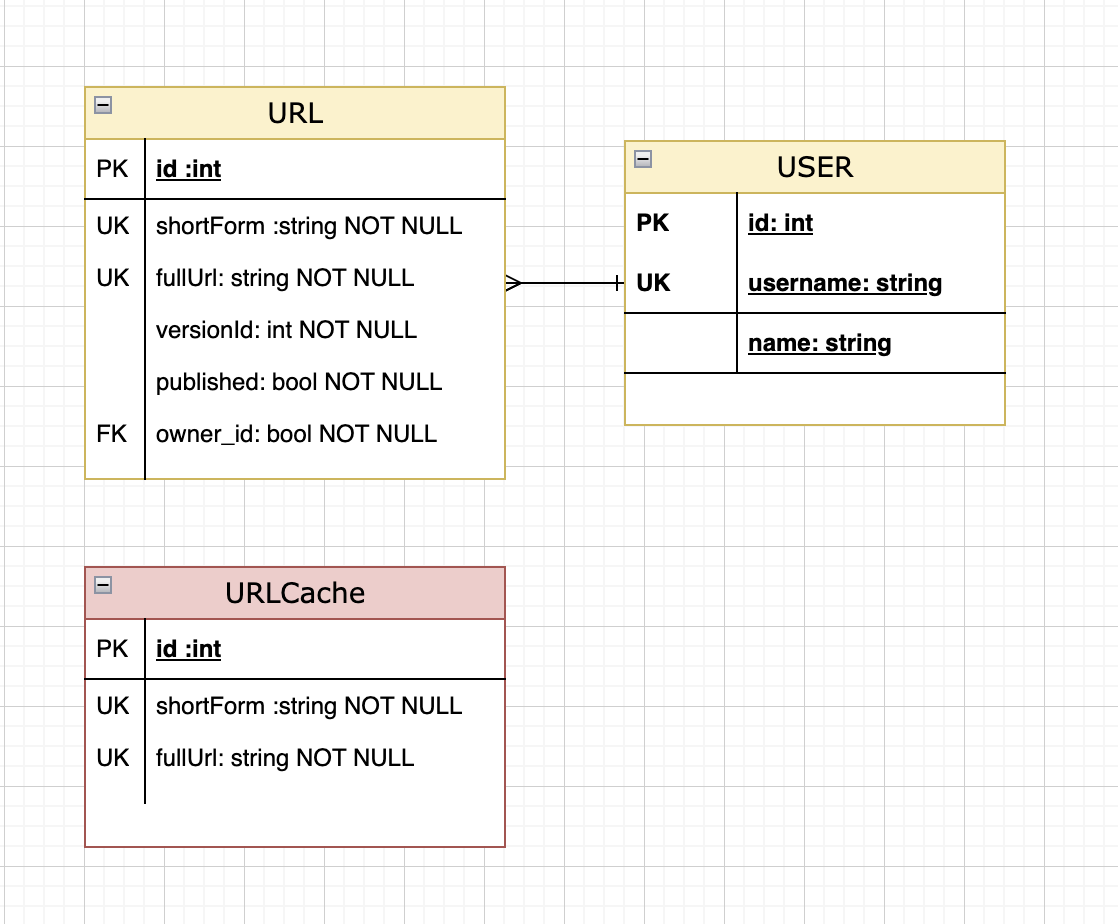 URL
PK id :int
UK shortForm :string NOT NULL
UK fullUrl: string NOT NULL
versionId: int NOT NULL
published: bool NOT NULL
FK owner_id: bool NOT NULL
USER
PK id: int
UK username: string
name: string
URLCache
PK id :int
UK shortForm :string NOT NULL
UK fullUrl: string NOT NULL